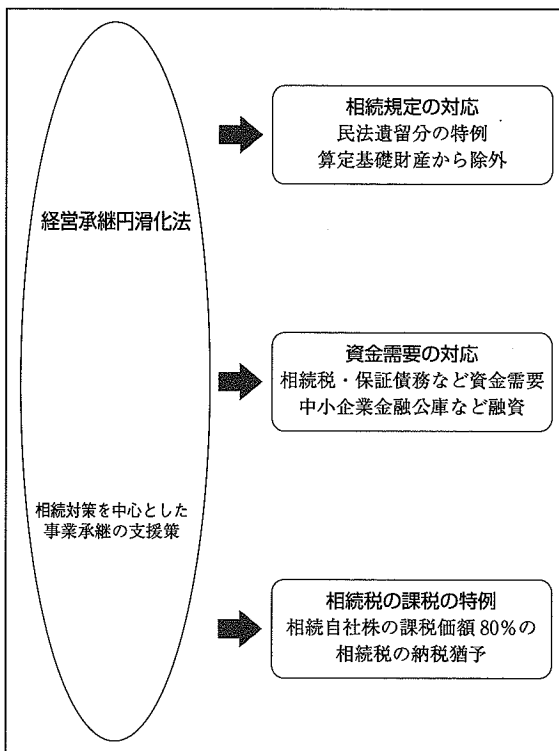 経営承継円滑化法
相続対策を中心とした
事業承継の支援策
相続規定の対応
民法遺留分の特例
算定基礎財産から除外
資金需要の対応
相続税・保証債務など資金需要
中小企業金融公庫など融資
相続税の課税の特例
相続自社株の課税価額80%の
相続税の納税猶予